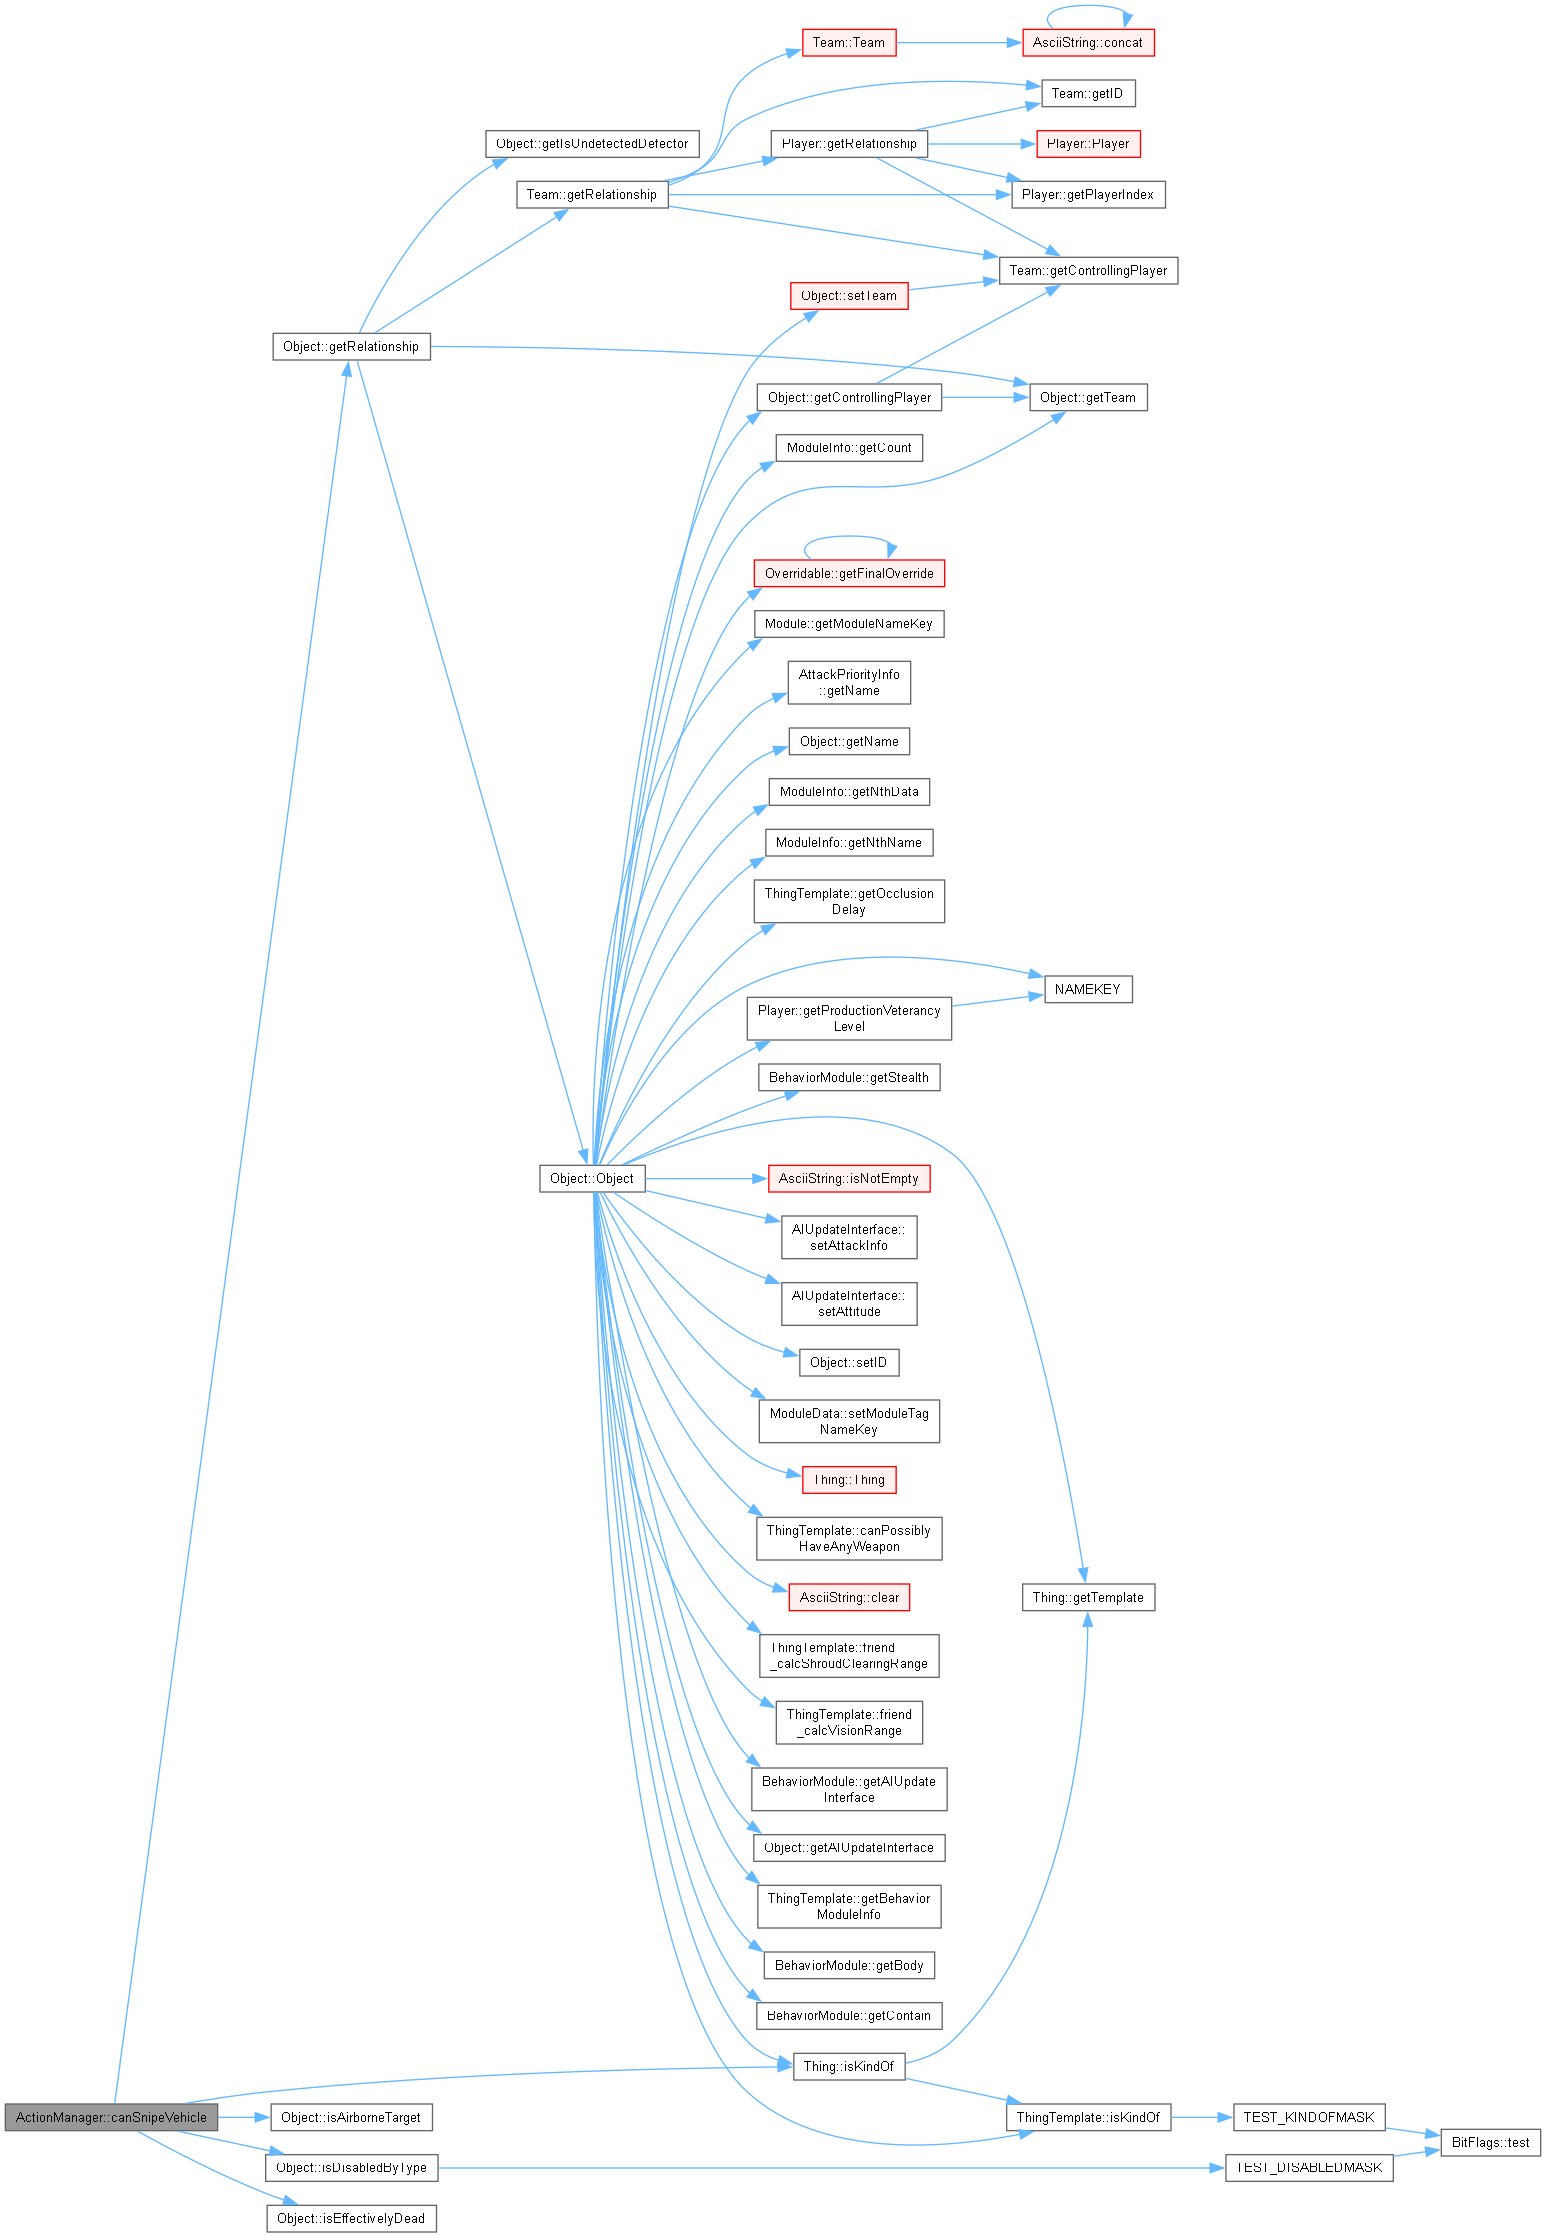 Team::Team
AsciiString::concat
Team::getID
Object::getIsUndetectedDefector
Player::getRelationship
Player::Player
Team::getRelationship
Player::getPlayerIndex
Team::getControllingPlayer
Object::setTeam
Object::getRelationship
Object::getControllingPlayer
Object::getTeam
ModuleInfo::getCount
Overridable::getFinalOverride
Module::getModuleNameKey
AttackPriorityInfo
::getName
Object::getName
ModuleInfo::getNthData
ModuleInfo::getNthName
ThingTemplate::getOcclusion
Delay
NAMEKEY
Player::getProductionVeterancy
Level
BehaviorModule::getStealth
Object::Object
AsciiString::isNotEmpty
AIUpdateInterface::
setAttackInfo
AIUpdateInterface::
setAttitude
Object::setID
ModuleData::setModuleTag
NameKey
Thing::Thing
ThingTemplate::canPossibly
HaveAnyWeapon
AsciiString::clear
Thing::getTemplate
ThingTemplate::friend
_calcShroudClearingRange
ThingTemplate::friend
_calcVisionRange
BehaviorModule::getAIUpdate
Interface
Object::getAIUpdateInterface
ThingTemplate::getBehavior
ModuleInfo
BehaviorModule::getBody
BehaviorModule::getContain
Thing::isKindOf
ActionManager::canSnipeVehicle
Object::isAirborneTarget
ThingTemplate::isKindOf
TEST_KINDOFMASK
BitFlags::test
Object::isDisabledByType
TEST_DISABLEDMASK
Object::isEffectivelyDead